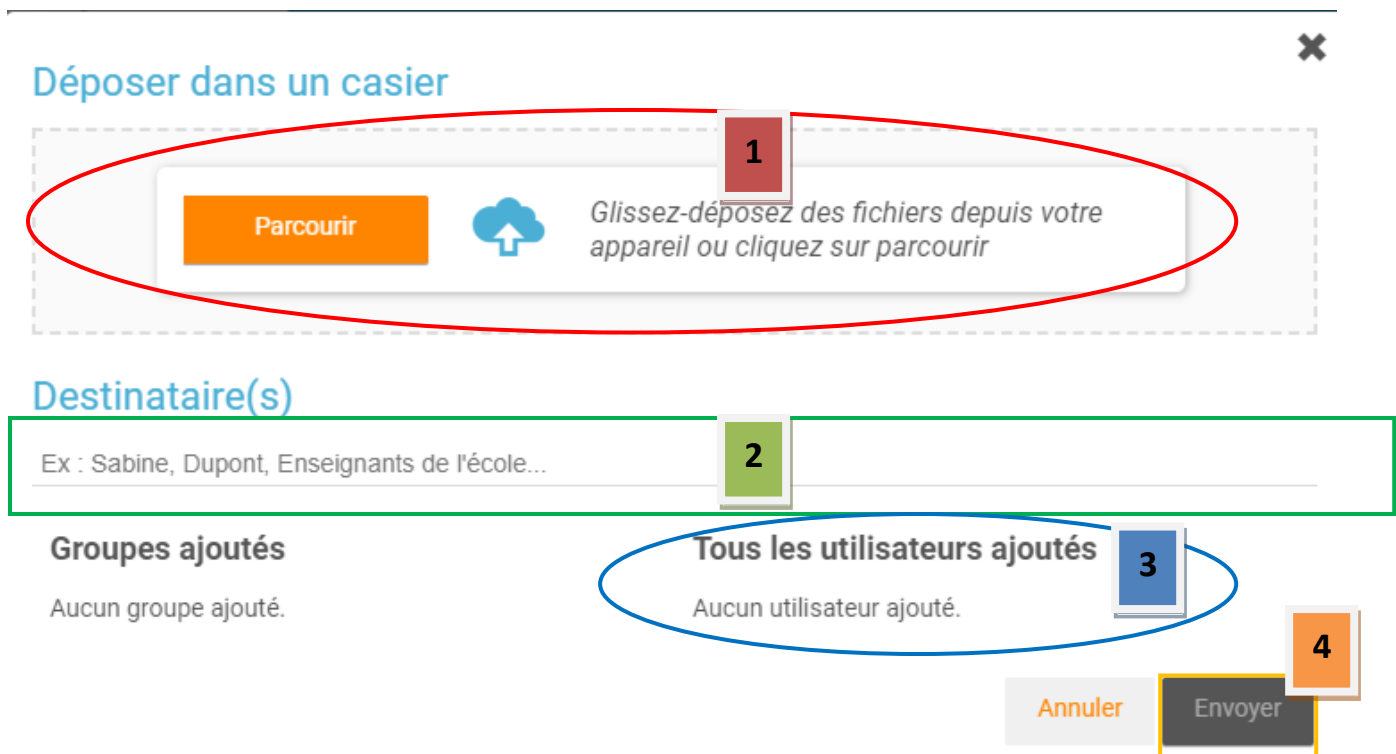 Déposer dans un casier
1
Parcourir
Glissez-déposez des fichiers depuis votre
appareil ou cliquez sur parcourir
Destinataire(s)
Ex : Sabine, Dupont, Enseignants de l'école...
2
Groupes ajoutés
Tous les utilisateurs ajoutés
3
Aucun groupe ajouté.
Aucun utilisateur ajouté.
4
Annuler
Envoyer